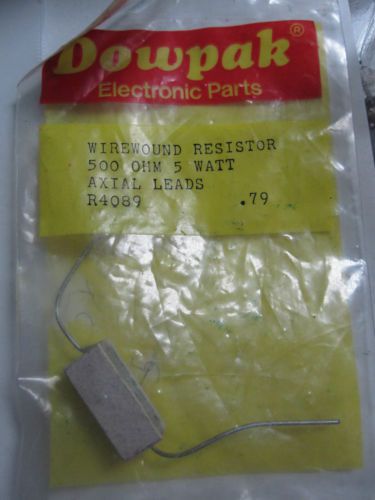 Dowpak®
Electronic Parts
WIREWOUND RESISTOR
500 OHM 5 WATT
AXIAL LEADS
R4089 .79